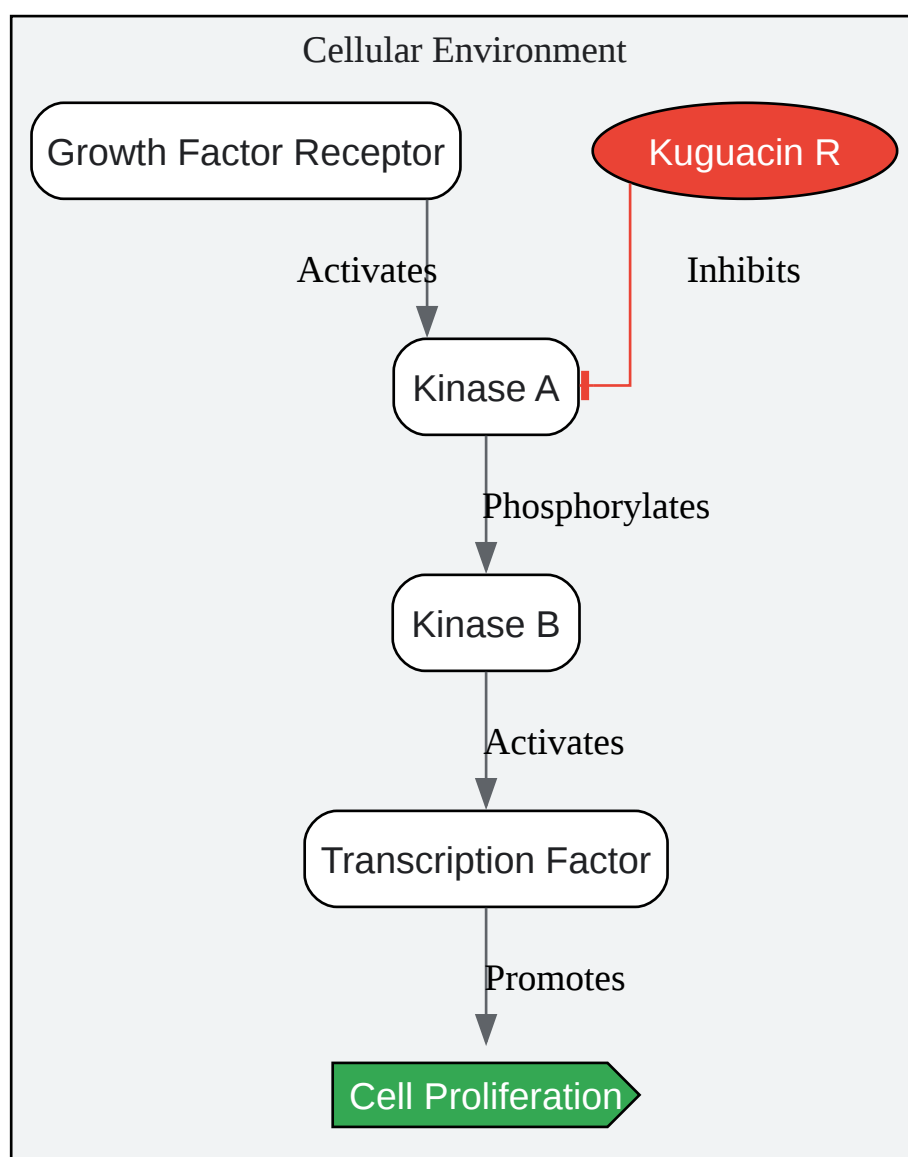 Cellular Environment
Growth Factor Receptor
Kuguacin R
Activates
Inhibits
Kinase A
Phosphorylates
Kinase B
Activates
Transcription Factor
Promotes
Cell Proliferation